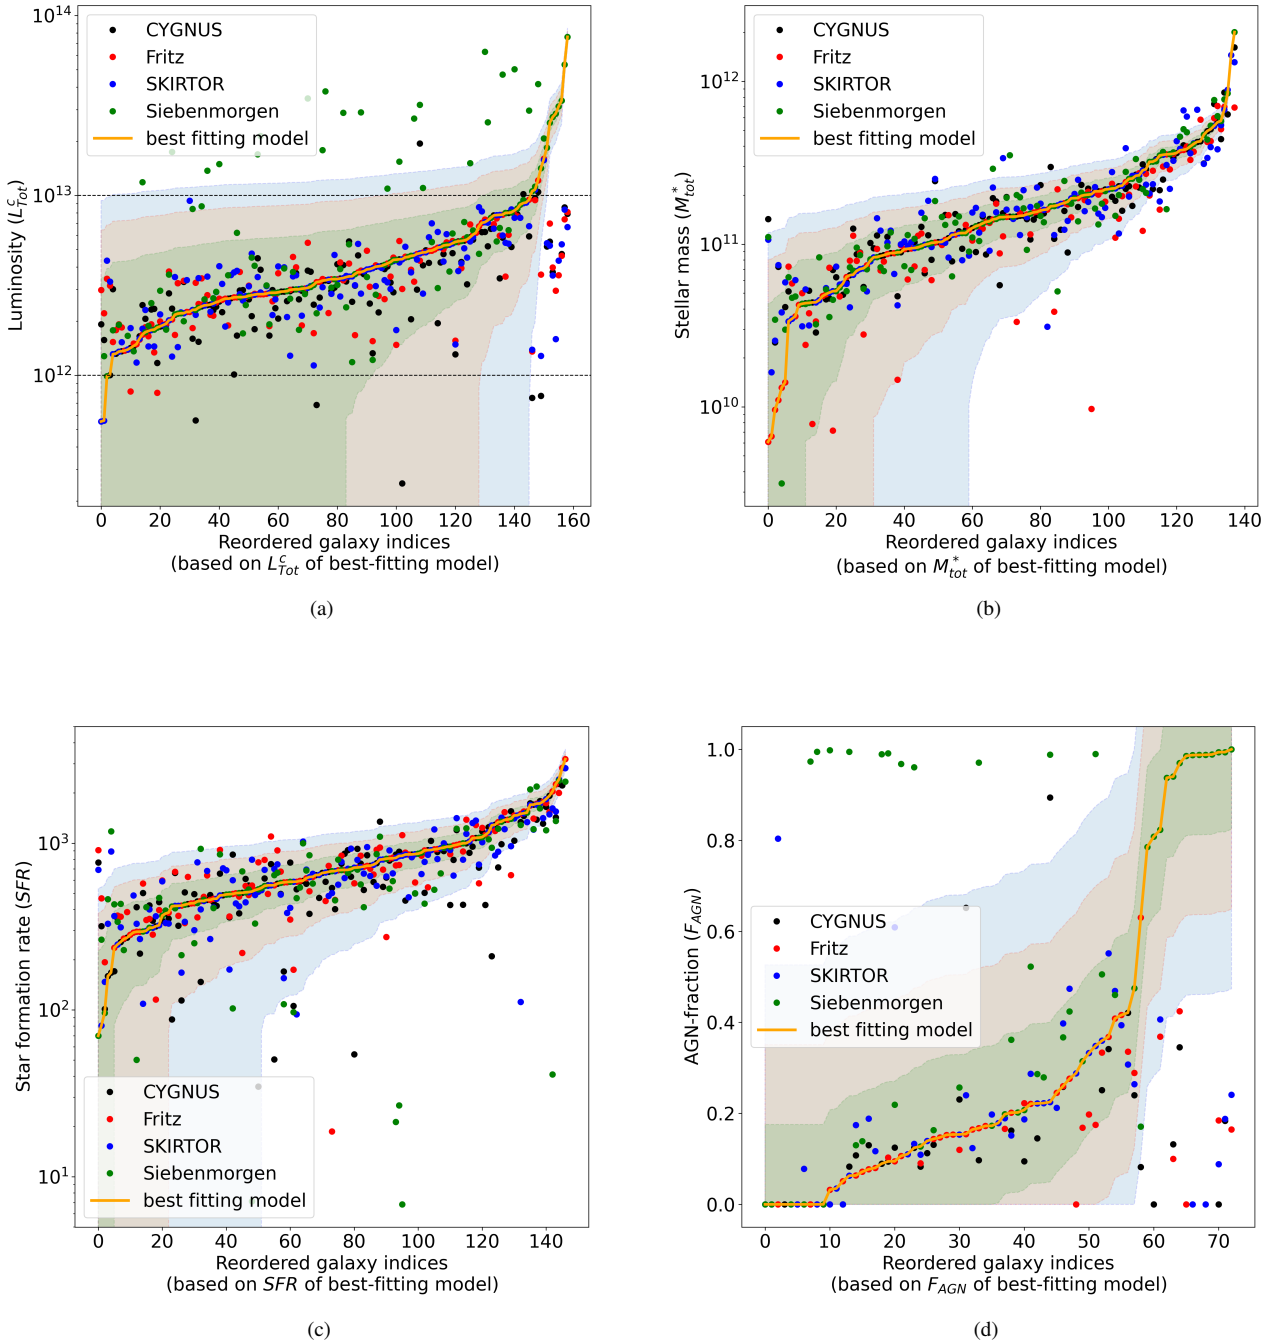 10^14
10^13
10^12
Luminosity (L^c_Tot)
CYGNUS
Fritz
SKIRTOR
Siebenmorgen
best fitting model
0 20 40 60 80 100 120 140 160
Reordered galaxy indices
(based on L^c_Tot of best-fitting model)
(a)
10^12
10^11
10^10
Stellar mass (M^*_tot)
CYGNUS
Fritz
SKIRTOR
Siebenmorgen
best fitting model
0 20 40 60 80 100 120 140
Reordered galaxy indices
(based on M^*_tot of best-fitting model)
(b)
10^3
10^2
10^1
Star formation rate (SFR)
CYGNUS
Fritz
SKIRTOR
Siebenmorgen
best fitting model
0 20 40 60 80 100 120 140
Reordered galaxy indices
(based on SFR of best-fitting model)
(c)
1.0
0.8
0.6
0.4
0.2
0.0
AGN-fraction (F_AGN)
CYGNUS
Fritz
SKIRTOR
Siebenmorgen
best fitting model
0 10 20 30 40 50 60 70
Reordered galaxy indices
(based on F_AGN of best-fitting model)
(d)